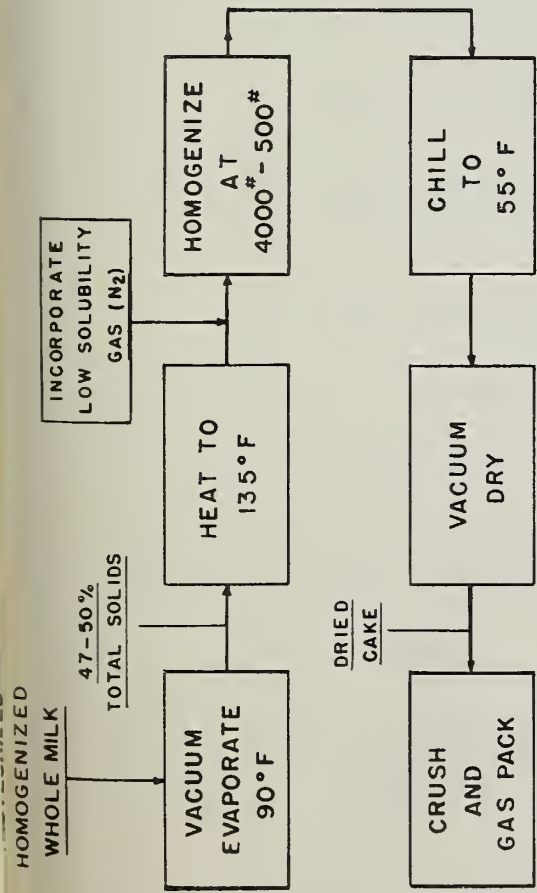 HOMOGENIZED
WHOLE MILK
VACUUM
EVAPORATE
90°F
47-50%
TOTAL SOLIDS
HEAT TO
135°F
INCORPORATE
LOW SOLUBILITY
GAS (N₂)
HOMOGENIZE
AT
4000#-500#
CHILL
TO
55°F
VACUUM
DRY
DRIED
CAKE
CRUSH
AND
GAS PACK